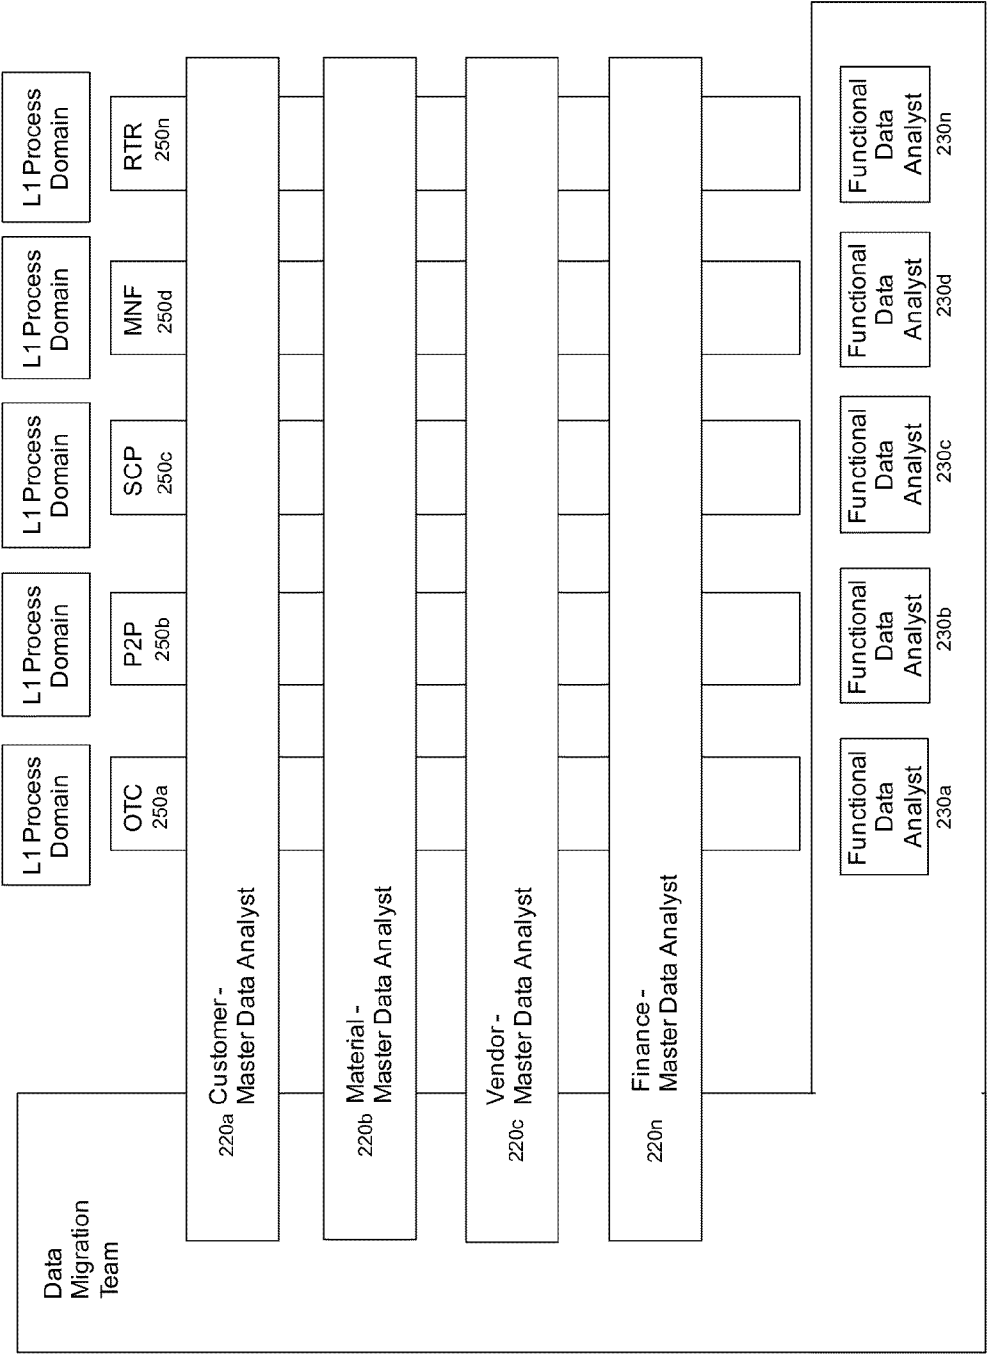 L1 Process
Domain
L1 Process
Domain
L1 Process
Domain
L1 Process
Domain
L1 Process
Domain
OTC
250a
P2P
250b
SCP
250c
MNF
250d
RTR
250n
Data
Migration
Team
220a
Customer -
Master Data Analyst
220b
Material -
Master Data Analyst
220c
Vendor -
Master Data Analyst
220n
Finance -
Master Data Analyst
Functional
Data
Analyst
230a
Functional
Data
Analyst
230b
Functional
Data
Analyst
230c
Functional
Data
Analyst
230d
Functional
Data
Analyst
230n